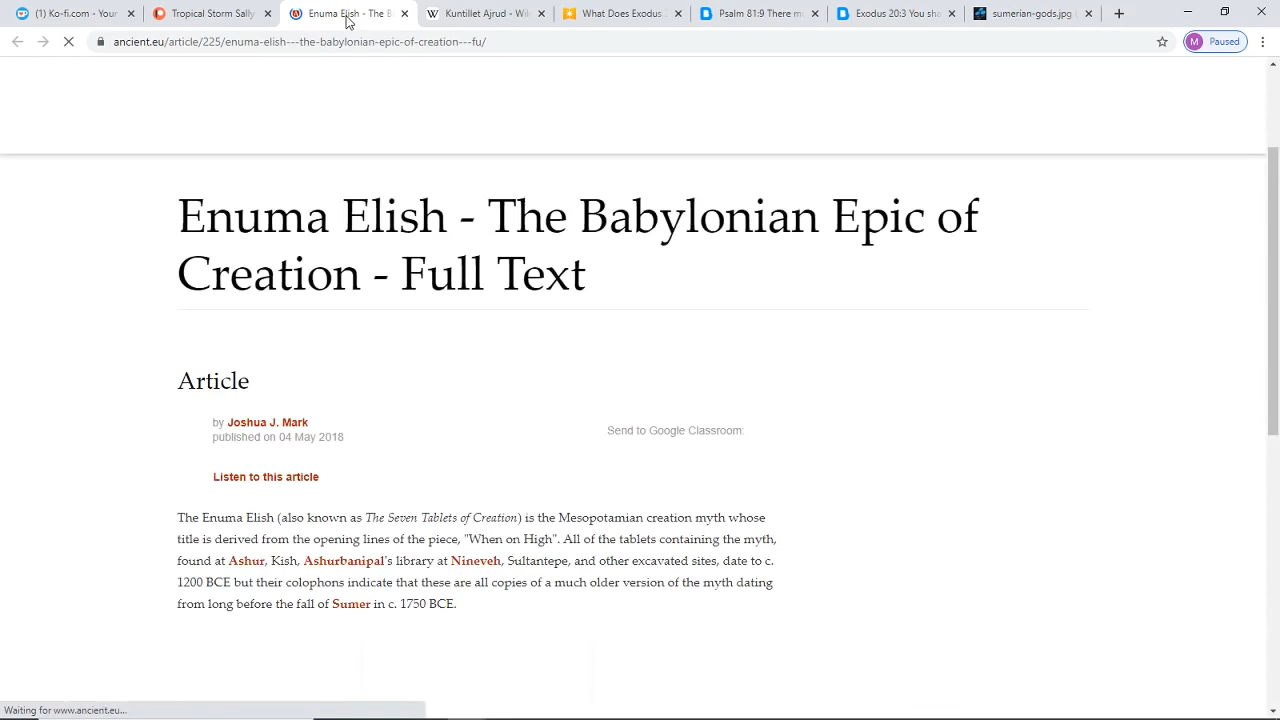 Ko-fi.com - Your
Tropical Storm Sally
Enuma Elish - The B
Kuntillet Ajrud - Wi
What Does Exodus
Psalm 81:9 There m
Exodus 20:3 You sha
sumerian-gods.jpg
ancient.eu/article/225/enuma-elish---the-babylonian-epic-of-creation---fu/
M Paused
Enuma Elish - The Babylonian Epic of
Creation - Full Text
Article
by Joshua J. Mark
published on 04 May 2018
Send to Google Classroom:
Listen to this article
The Enuma Elish (also known as The Seven Tablets of Creation) is the Mesopotamian creation myth whose
title is derived from the opening lines of the piece, "When on High". All of the tablets containing the myth,
found at Ashur, Kish, Ashurbanipal's library at Nineveh, Sultantepe, and other excavated sites, date to c.
1200 BCE but their colophons indicate that these are all copies of a much older version of the myth dating
from long before the fall of Sumer in c. 1750 BCE.
Waiting for www.ancient.eu...